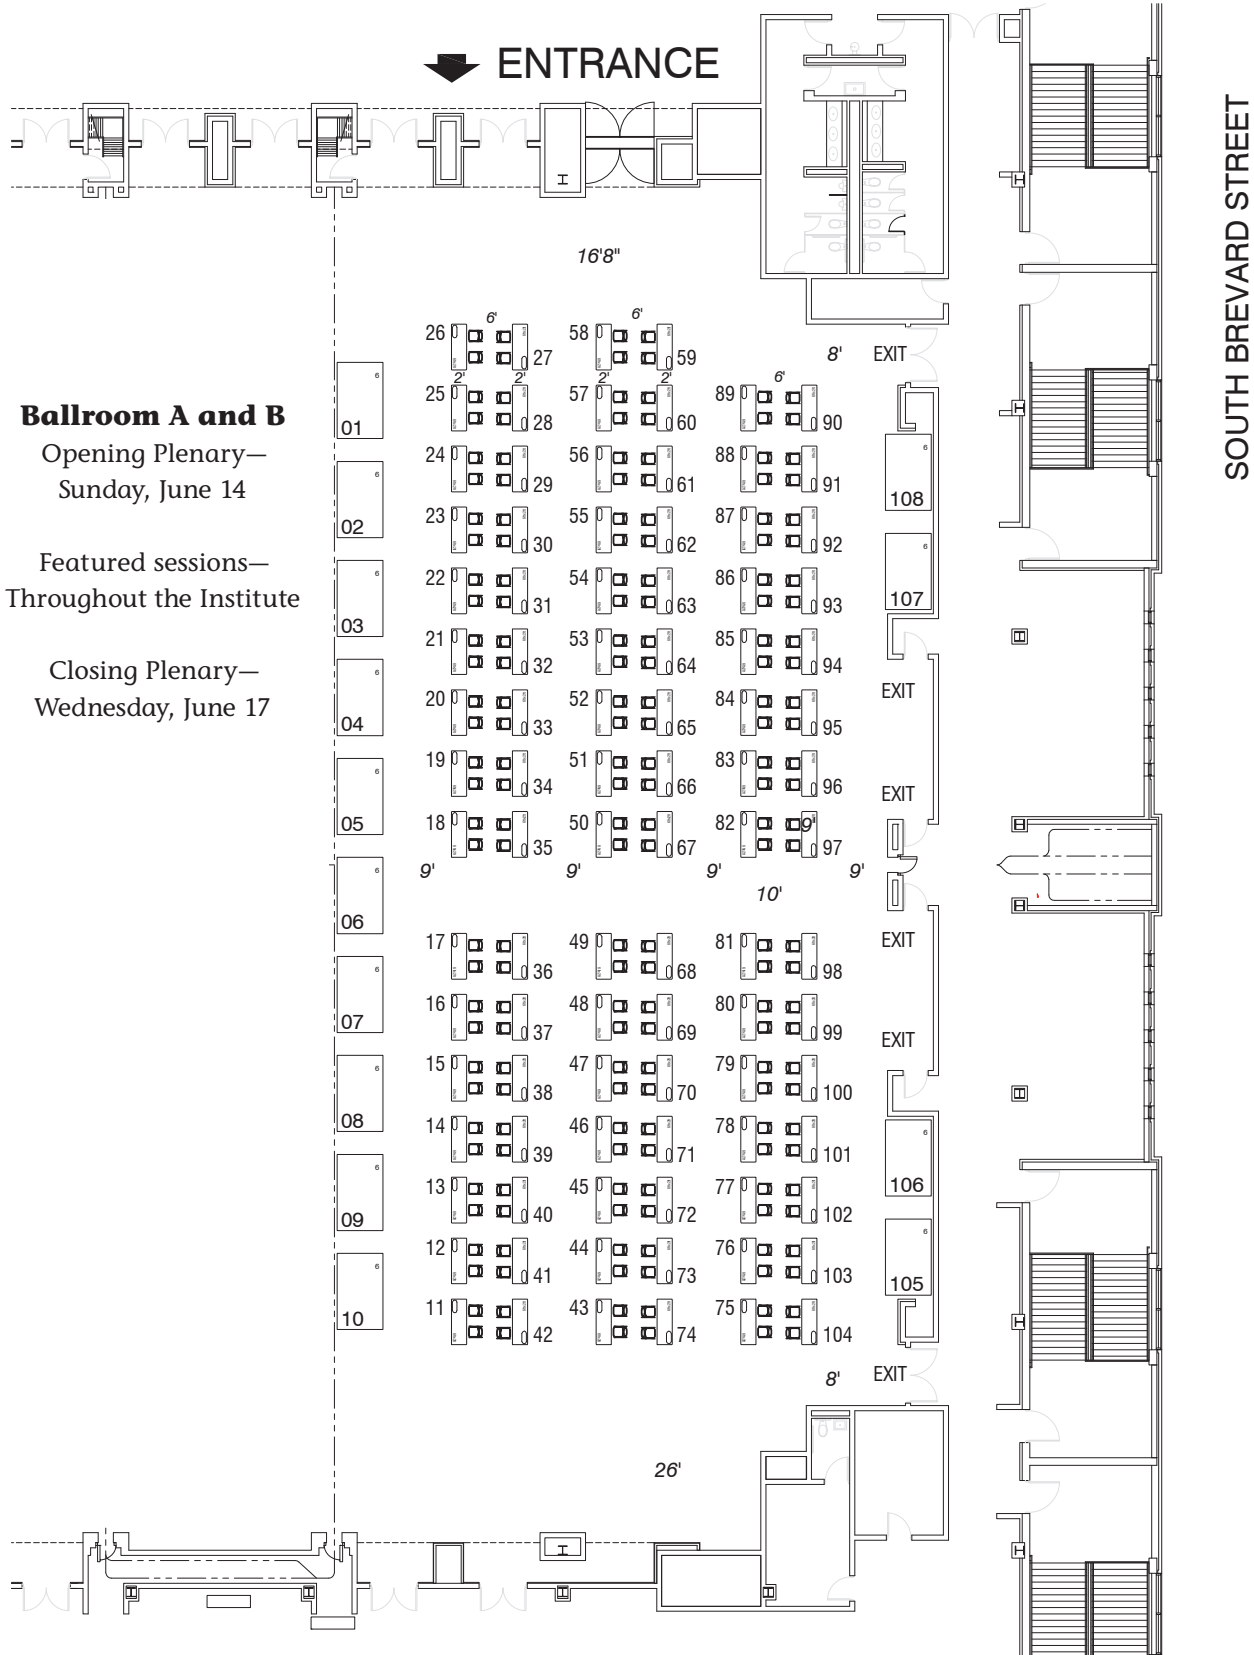 ENTRANCE
SOUTH BREVARD STREET
16'8"
6' 6'
26 27 58 59
8' EXIT
2' 2' 2' 2' 6'
01 25 28 57 60 89 90
Ballroom A and B
Opening Plenary—
Sunday, June 14
Featured sessions—
Throughout the Institute
Closing Plenary—
Wednesday, June 17
24 29 56 61 88 91 108
02 23 30 55 62 87 92
03 22 31 54 63 86 93 107
21 32 53 64 85 94
EXIT
04 20 33 52 65 84 95
19 34 51 66 83 96
EXIT
05 18 35 50 67 82 9' 97
9' 9' 9' 9'
10'
06
17 36 49 68 81 98
EXIT
07 16 37 48 69 80 99
EXIT
15 38 47 70 79 100
08 14 39 46 71 78 101
09 13 40 45 72 77 102 106
12 41 44 73 76 103 105
10 11 42 43 74 75 104
8' EXIT
26'